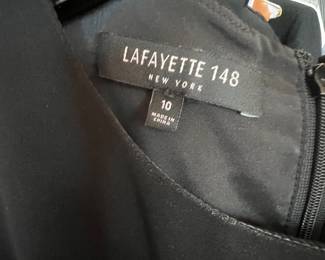 LAFAYETTE 148
NEW YORK
10
MADE IN
CHINA